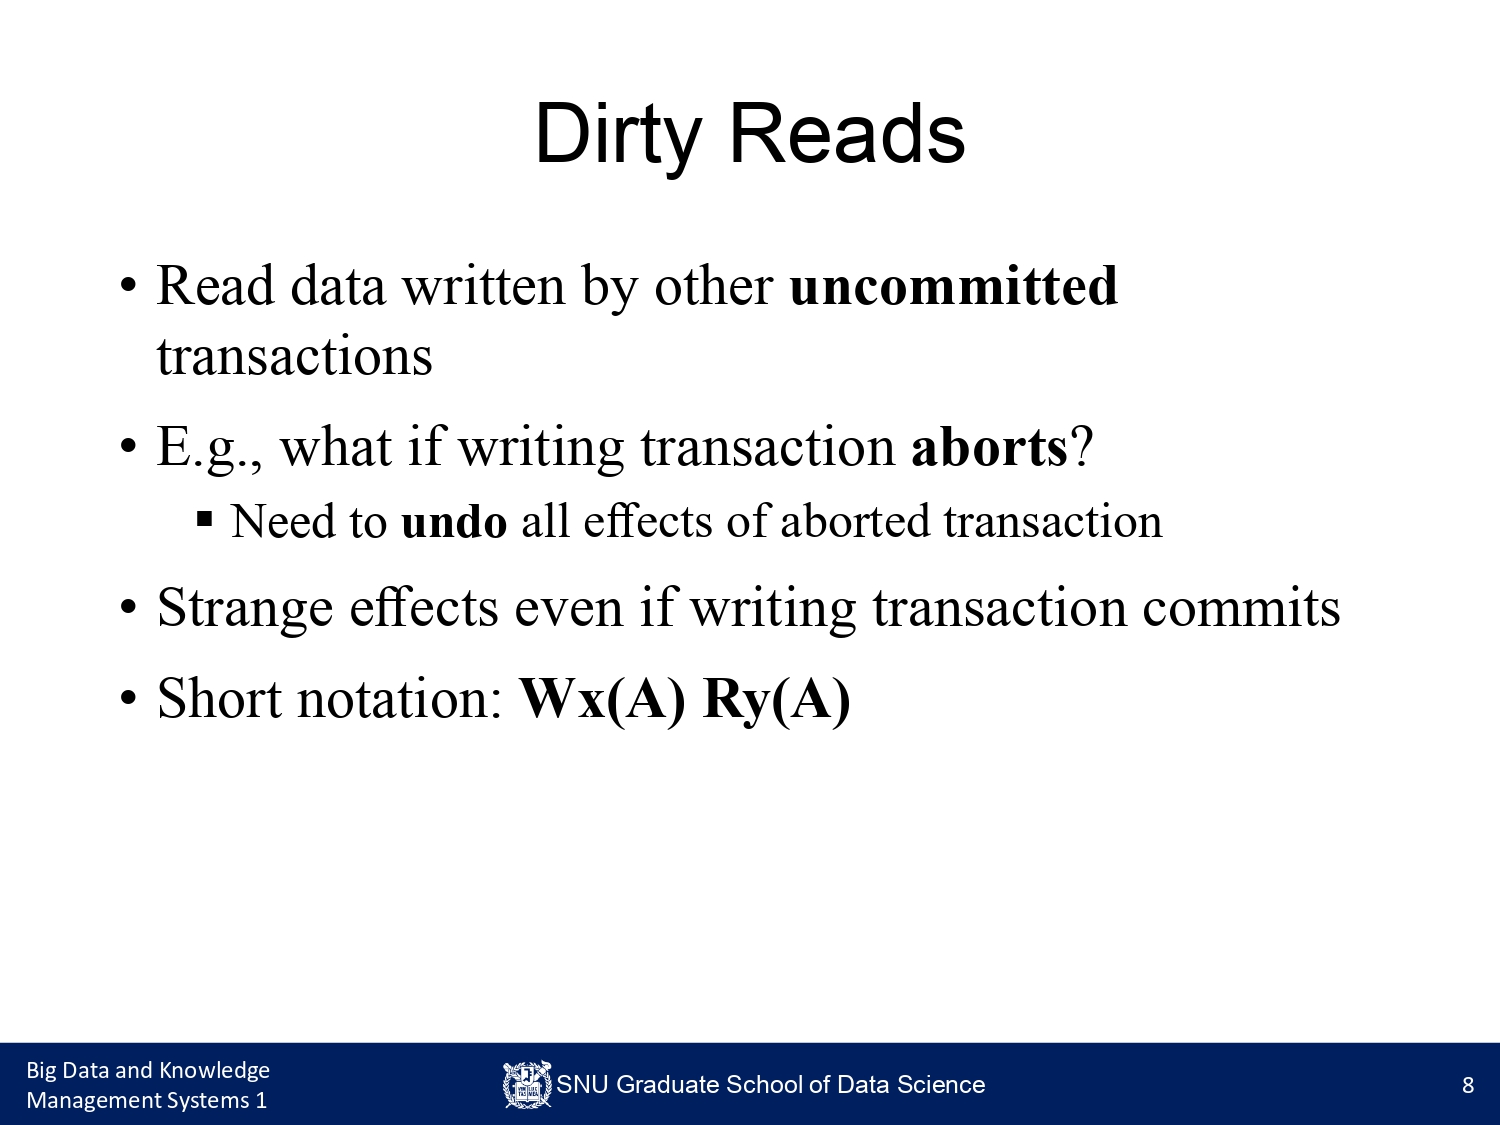 Dirty Reads
• Read data written by other uncommitted
transactions
• E.g., what if writing transaction aborts?
▪ Need to undo all effects of aborted transaction
• Strange effects even if writing transaction commits
• Short notation: Wx(A) Ry(A)
Big Data and Knowledge
Management Systems 1
SNU Graduate School of Data Science
8